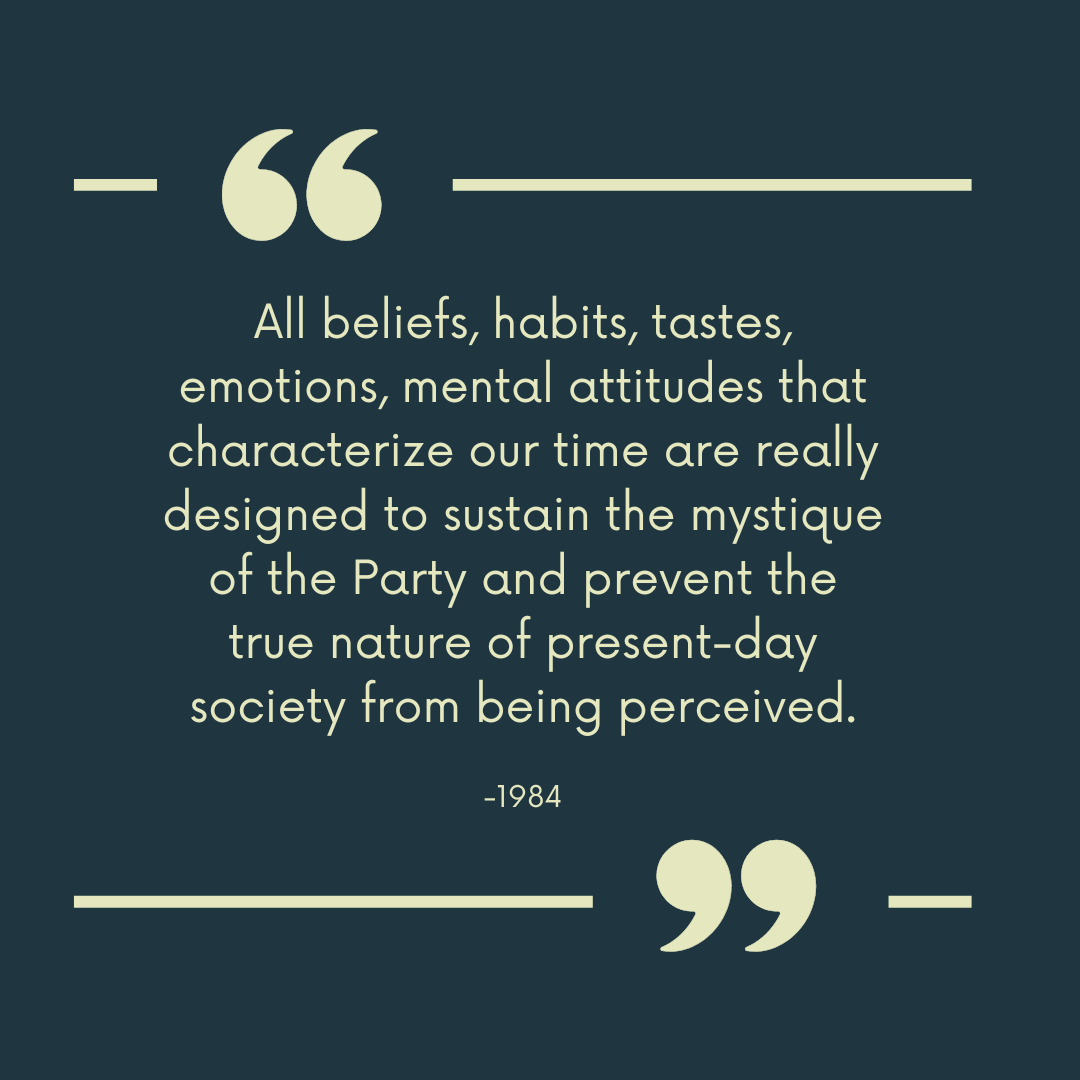 “
All beliefs, habits, tastes,
emotions, mental attitudes that
characterize our time are really
designed to sustain the mystique
of the Party and prevent the
true nature of present-day
society from being perceived.
-1984
”